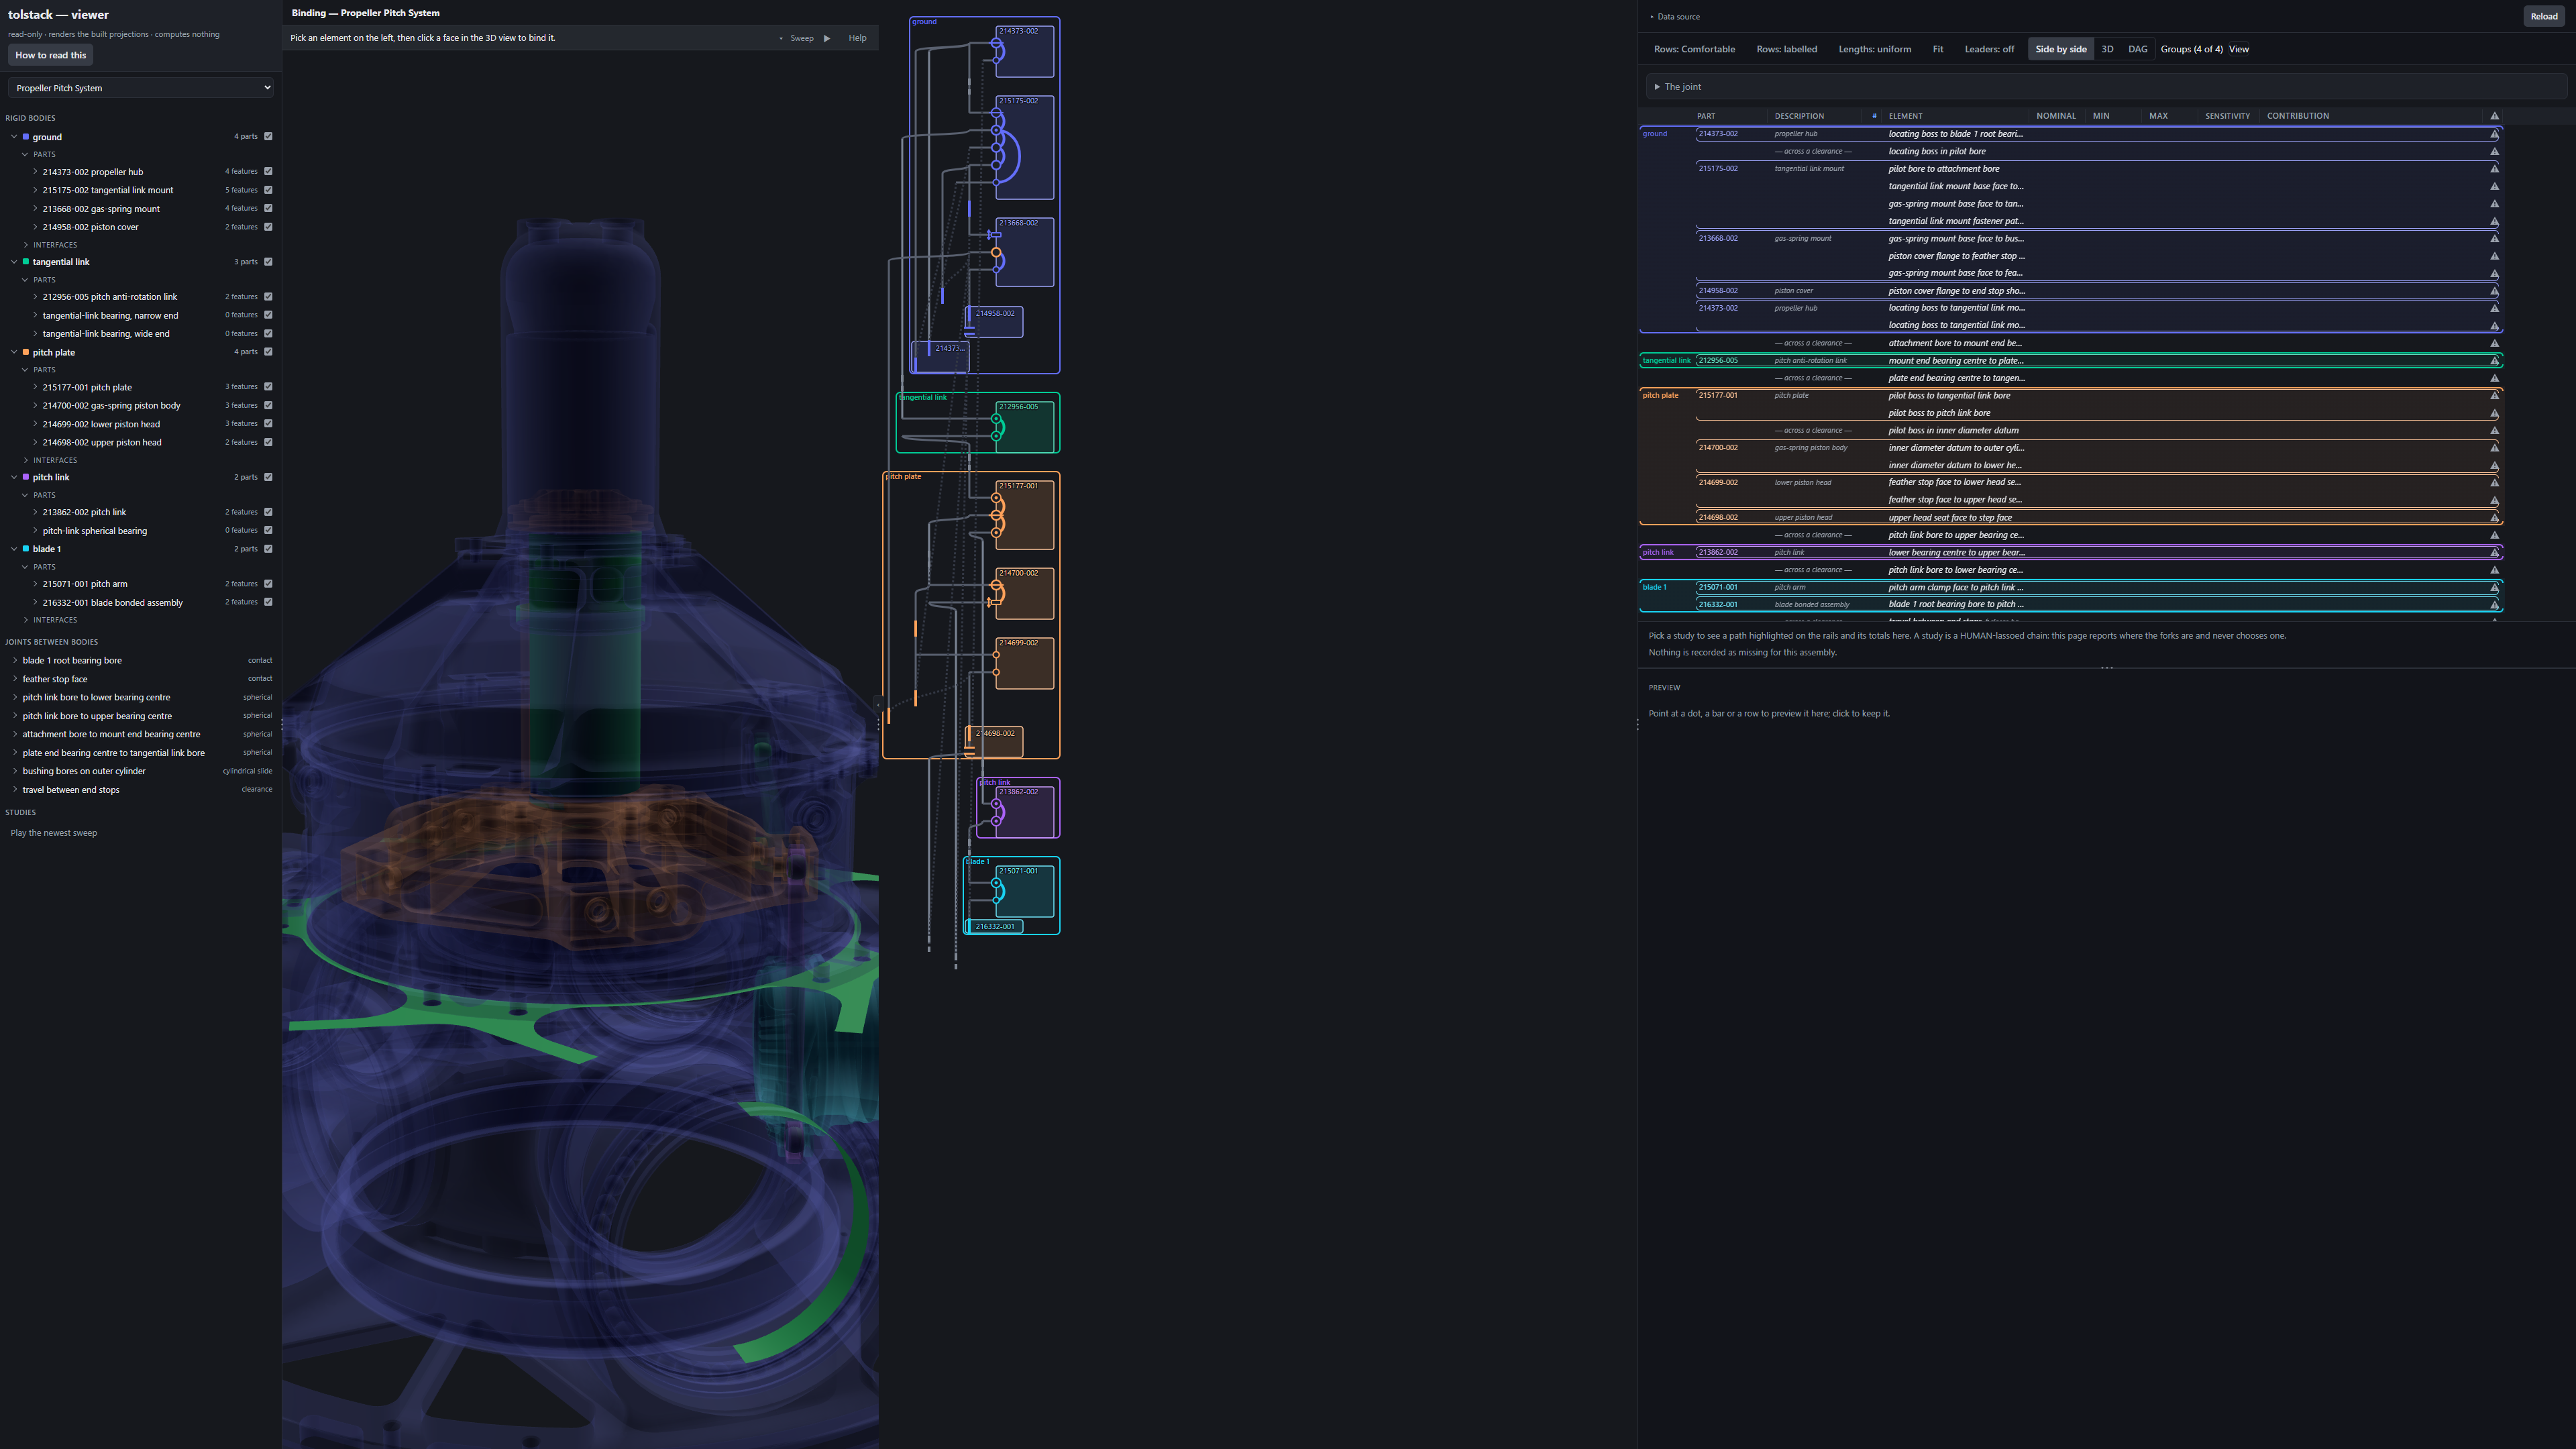 tolstack — viewer
read-only · renders the built projections · computes nothing
How to read this
Propeller Pitch System
RIGID BODIES
ground 4 parts
PARTS
214373-002 propeller hub 4 features
215175-002 tangential link mount 5 features
213668-002 gas-spring mount 4 features
214958-002 piston cover 2 features
INTERFACES
tangential link 3 parts
PARTS
212956-005 pitch anti-rotation link 2 features
tangential-link bearing, narrow end 0 features
tangential-link bearing, wide end 0 features
pitch plate 4 parts
PARTS
215177-001 pitch plate 3 features
214700-002 gas-spring piston body 3 features
214699-002 lower piston head 3 features
214698-002 upper piston head 2 features
INTERFACES
pitch link 2 parts
PARTS
213862-002 pitch link 2 features
pitch-link spherical bearing 0 features
blade 1 2 parts
PARTS
215071-001 pitch arm 2 features
216332-001 blade bonded assembly 2 features
INTERFACES
JOINTS BETWEEN BODIES
blade 1 root bearing bore contact
feather stop face contact
pitch link bore to lower bearing centre spherical
pitch link bore to upper bearing centre spherical
attachment bore to mount end bearing centre spherical
plate end bearing centre to tangential link bore spherical
bushing bores on outer cylinder cylindrical slide
travel between end stops clearance
STUDIES
Play the newest sweep
Binding — Propeller Pitch System
Pick an element on the left, then click a face in the 3D view to bind it.
Sweep
Help
ground
214373-002
215175-002
213668-002
214958-002
21437…
tangential link
212956-005
pitch plate
215177-001
214700-002
214699-002
214698-002
pitch link
213862-002
blade 1
215071-001
216332-001
Data source
Reload
Rows: Comfortable Rows: labelled Lengths: uniform Fit Leaders: off Side by side 3D DAG Groups (4 of 4) View
The joint
PART DESCRIPTION # ELEMENT NOMINAL MIN MAX SENSITIVITY CONTRIBUTION
ground 214373-002 propeller hub locating boss to blade 1 root beari…
— across a clearance — locating boss in pilot bore
215175-002 tangential link mount pilot bore to attachment bore
tangential link mount base face to…
gas-spring mount base face to tan…
tangential link mount fastener pat…
213668-002 gas-spring mount gas-spring mount base face to bus…
piston cover flange to feather stop …
gas-spring mount base face to fea…
214958-002 piston cover piston cover flange to end stop sho…
214373-002 propeller hub locating boss to tangential link mo…
locating boss to tangential link mo…
— across a clearance — attachment bore to mount end be…
tangential link 212956-005 pitch anti-rotation link mount end bearing centre to plate…
— across a clearance — plate end bearing centre to tangen…
pitch plate 215177-001 pitch plate pilot boss to tangential link bore
pilot boss to pitch link bore
— across a clearance — pilot boss in inner diameter datum
214700-002 gas-spring piston body inner diameter datum to outer cyli…
inner diameter datum to lower he…
214699-002 lower piston head feather stop face to lower head se…
feather stop face to upper head se…
214698-002 upper piston head upper head seat face to step face
— across a clearance — pitch link bore to upper bearing ce…
pitch link 213862-002 pitch link lower bearing centre to upper bear…
— across a clearance — pitch link bore to lower bearing ce…
blade 1 215071-001 pitch arm pitch arm clamp face to pitch link …
216332-001 blade bonded assembly blade 1 root bearing bore to pitch …
Pick a study to see a path highlighted on the rails and its totals here. A study is a HUMAN-lassoed chain: this page reports where the forks are and never chooses one.
Nothing is recorded as missing for this assembly.
PREVIEW
Point at a dot, a bar or a row to preview it here; click to keep it.